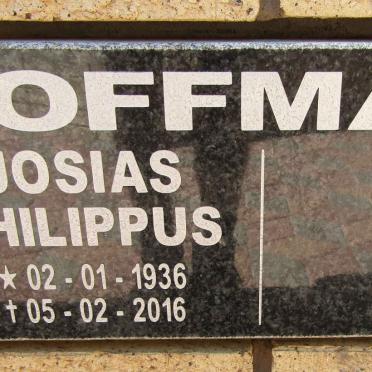 OFFMA
JOSIAS
HILIPPUS
★ 02 - 01 - 1936
† 05 - 02 - 2016